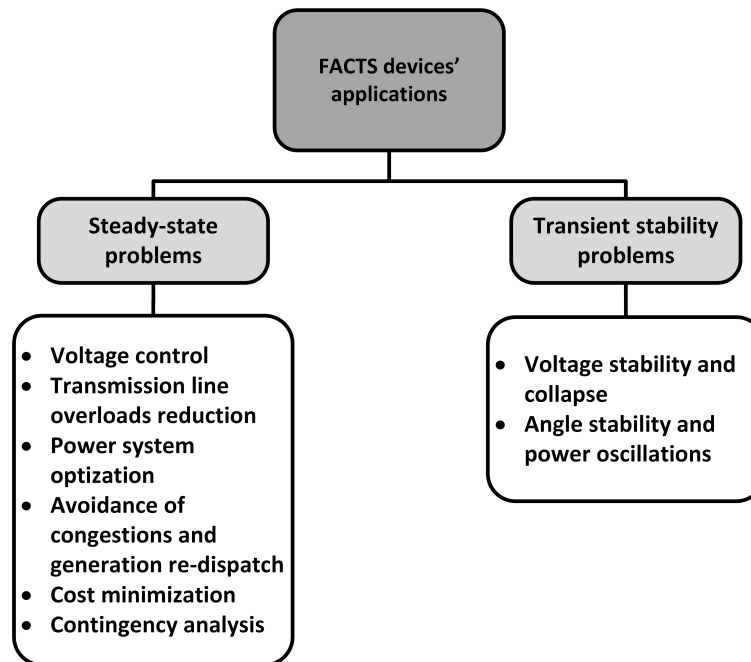 FACTS devices'
applications
Steady-state
problems
Transient stability
problems
• Voltage control
• Transmission line
overloads reduction
• Power system
optization
• Avoidance of
congestions and
generation re-dispatch
• Cost minimization
• Contingency analysis
• Voltage stability and
collapse
• Angle stability and
power oscillations